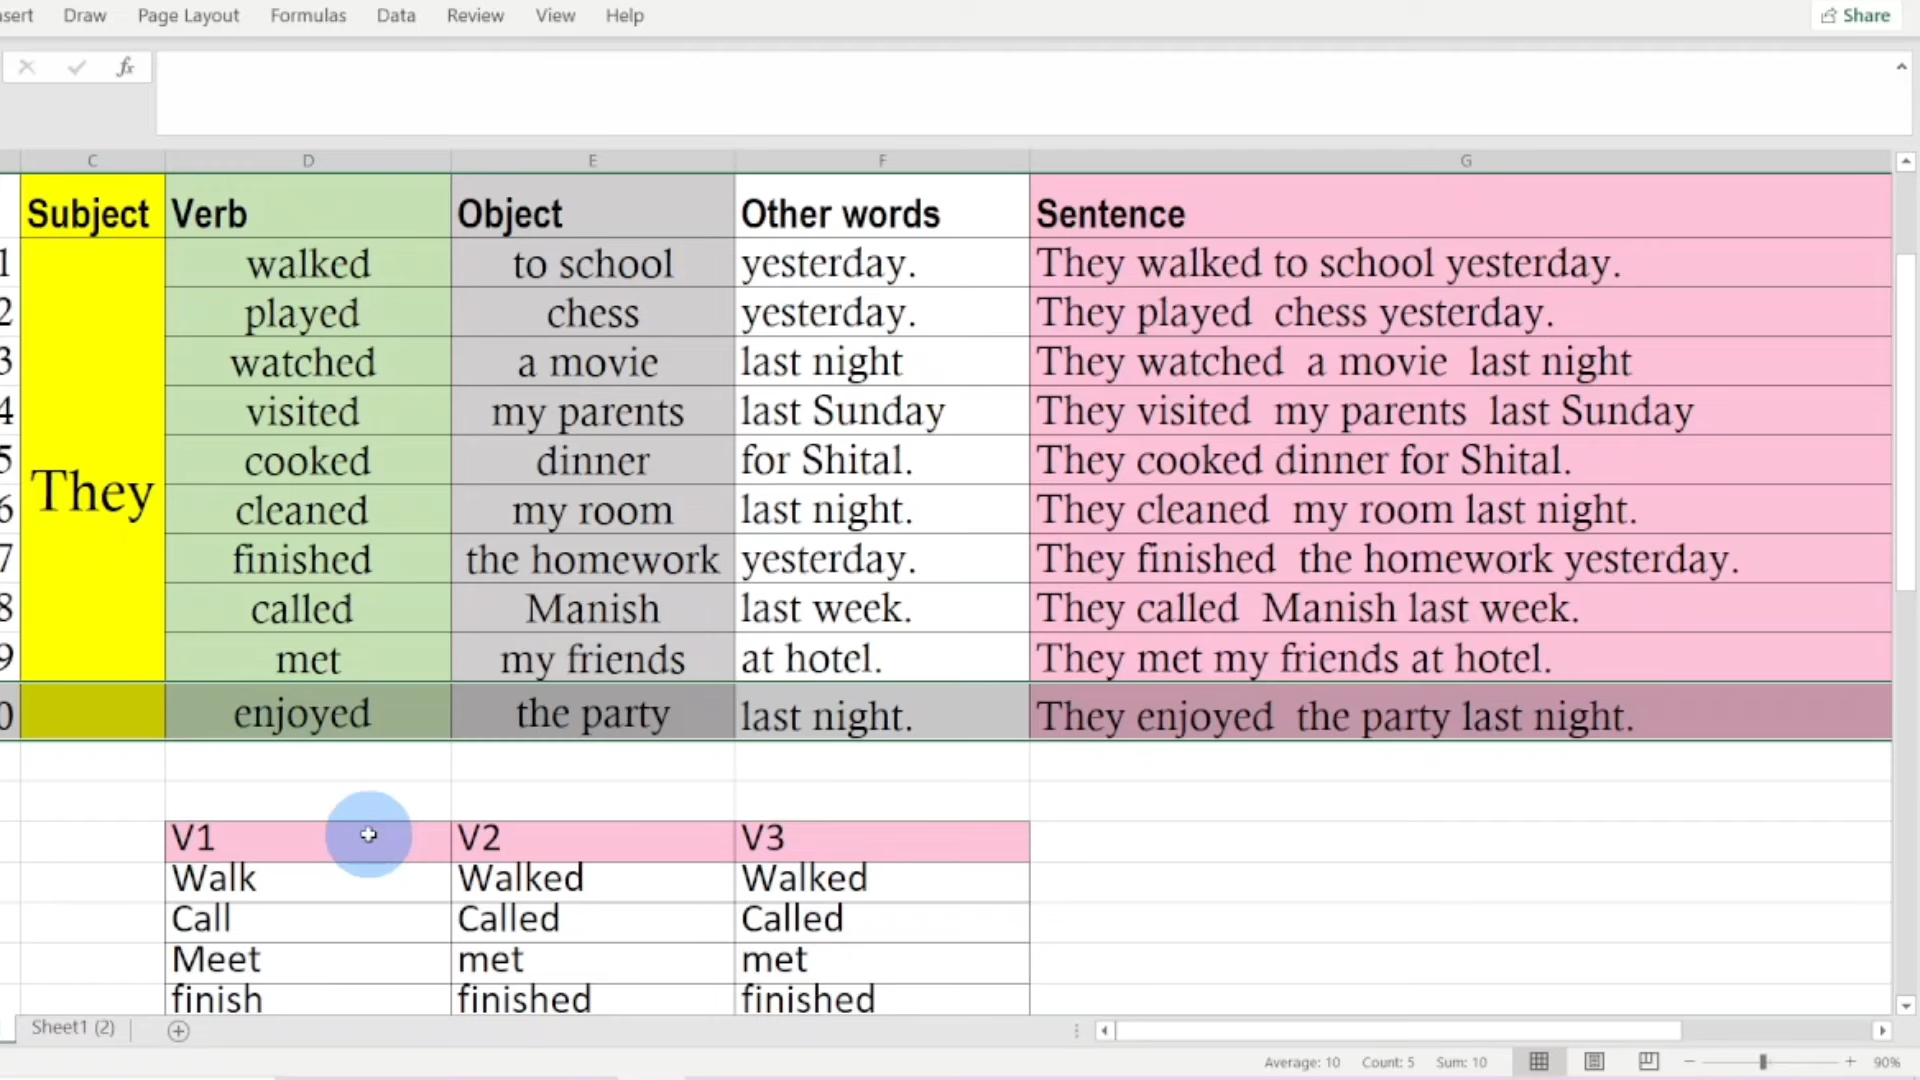 nsert Draw Page Layout Formulas Data Review View Help Share
fx
C D E F G
Subject Verb Object Other words Sentence
1 walked to school yesterday. They walked to school yesterday.
2 played chess yesterday. They played chess yesterday.
3 watched a movie last night They watched a movie last night
4 visited my parents last Sunday They visited my parents last Sunday
5 cooked dinner for Shital. They cooked dinner for Shital.
They
6 cleaned my room last night. They cleaned my room last night.
7 finished the homework yesterday. They finished the homework yesterday.
8 called Manish last week. They called Manish last week.
9 met my friends at hotel. They met my friends at hotel.
0 enjoyed the party last night. They enjoyed the party last night.
V1 V2 V3
Walk Walked Walked
Call Called Called
Meet met met
finish finished finished
Sheet1 (2)
Average: 10 Count: 5 Sum: 10 90%